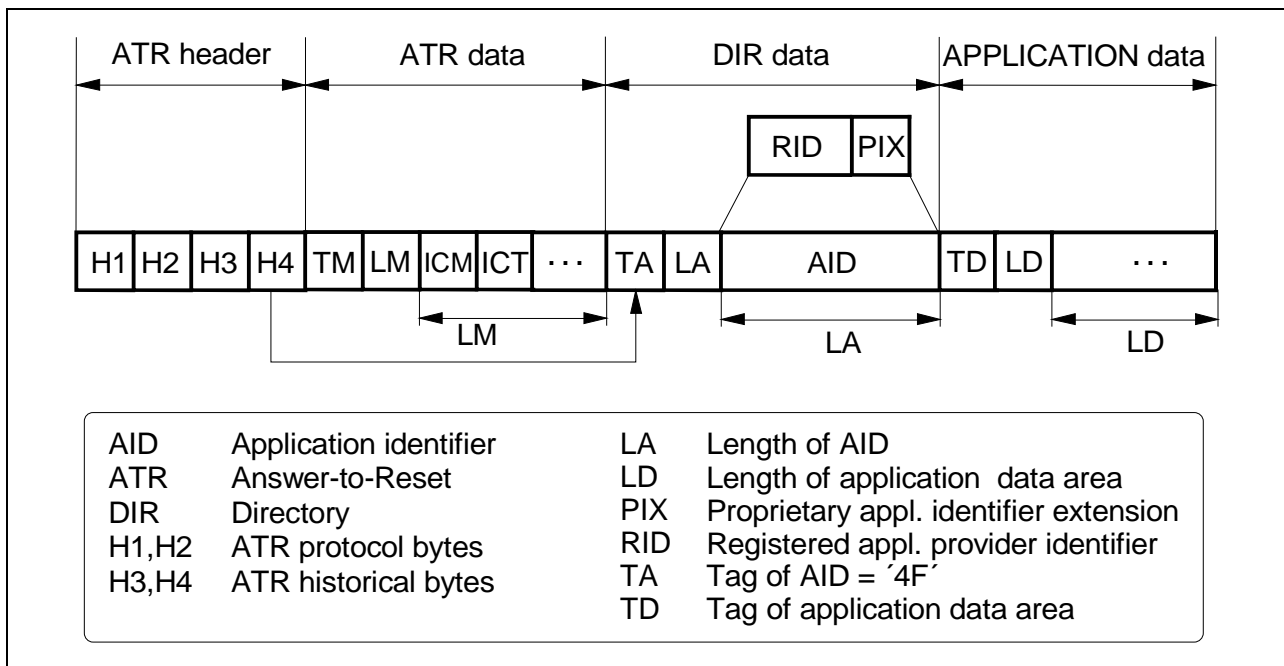 ATR header ATR data DIR data APPLICATION data
RID PIX
H1 H2 H3 H4 TM LM ICM ICT ··· TA LA AID TD LD ···
LM LA LD
AID Application identifier
ATR Answer-to-Reset
DIR Directory
H1,H2 ATR protocol bytes
H3,H4 ATR historical bytes
LA Length of AID
LD Length of application data area
PIX Proprietary appl. identifier extension
RID Registered appl. provider identifier
TA Tag of AID = ´4F´
TD Tag of application data area